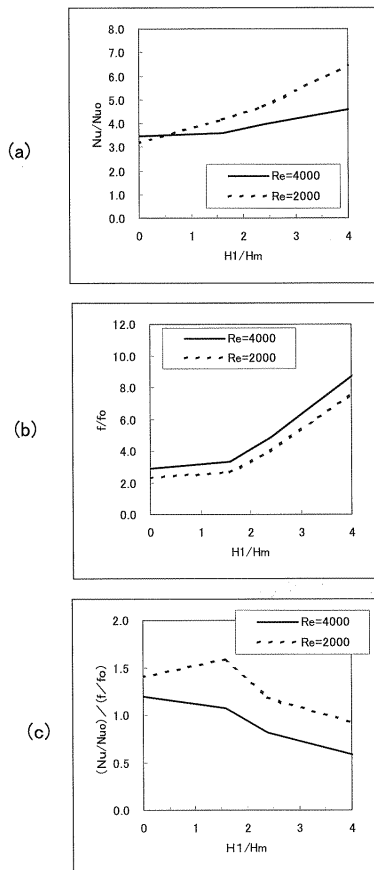 (a)
8.0
7.0
6.0
5.0
4.0
3.0
2.0
1.0
0.0
Nu/Nuo
Re=4000
Re=2000
0 1 2 3 4
H1/Hm
(b)
12.0
10.0
8.0
6.0
4.0
2.0
0.0
f/fo
Re=4000
Re=2000
0 1 2 3 4
H1/Hm
(c)
2.0
1.5
1.0
0.5
0.0
(Nu/Nuo)/(f/fo)
Re=4000
Re=2000
0 1 2 3 4
H1/Hm